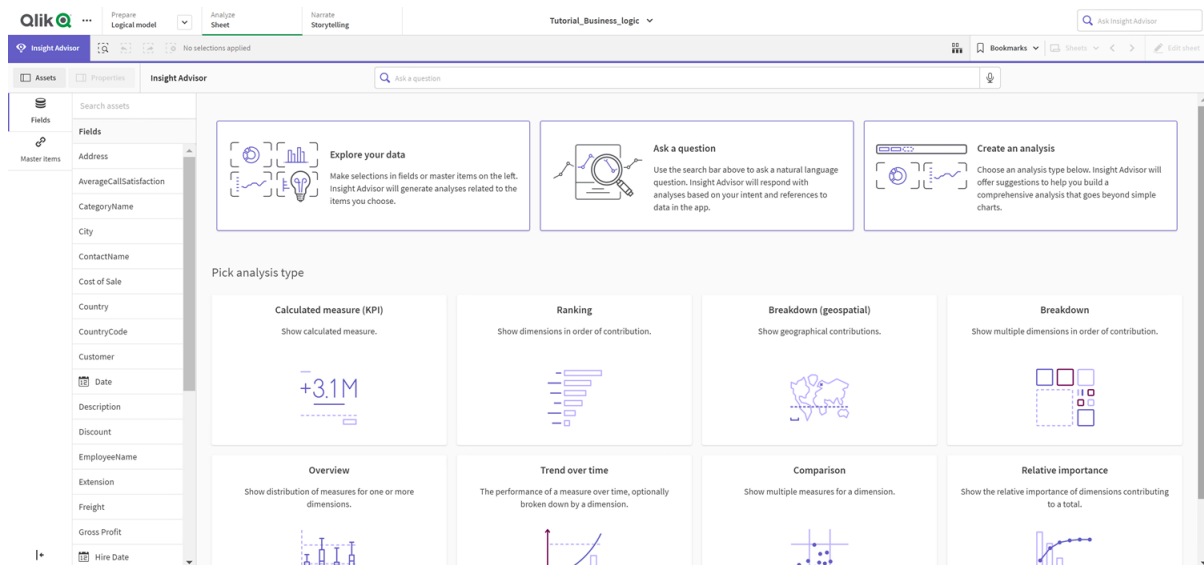 Qlik
Prepare
Logical model
Analyze
Sheet
Narrate
Storytelling
Tutorial_Business_logic
Ask Insight Advisor
Insight Advisor
No selections applied
Bookmarks
Sheets
Edit sheet
Assets
Properties
Insight Advisor
Ask a question
Fields
Master items
Search assets
Fields
Address
AverageCallSatisfaction
CategoryName
City
ContactName
Cost of Sale
Country
CountryCode
Customer
Date
Description
Discount
EmployeeName
Extension
Freight
Gross Profit
Hire Date
Explore your data
Make selections in fields or master items on the left.
Insight Advisor will generate analyses related to the
items you choose.
Ask a question
Use the search bar above to ask a natural language
question. Insight Advisor will respond with
analyses based on your intent and references to
data in the app.
Create an analysis
Choose an analysis type below. Insight Advisor will
offer suggestions to help you build a
comprehensive analysis that goes beyond simple
charts.
Pick analysis type
Calculated measure (KPI)
Show calculated measure.
+3.1M
Ranking
Show dimensions in order of contribution.
Breakdown (geospatial)
Show geographical contributions.
Breakdown
Show multiple dimensions in order of contribution.
Overview
Show distribution of measures for one or more
dimensions.
Trend over time
The performance of a measure over time, optionally
broken down by a dimension.
Comparison
Show multiple measures for a dimension.
Relative importance
Show the relative importance of dimensions contributing
to a total.